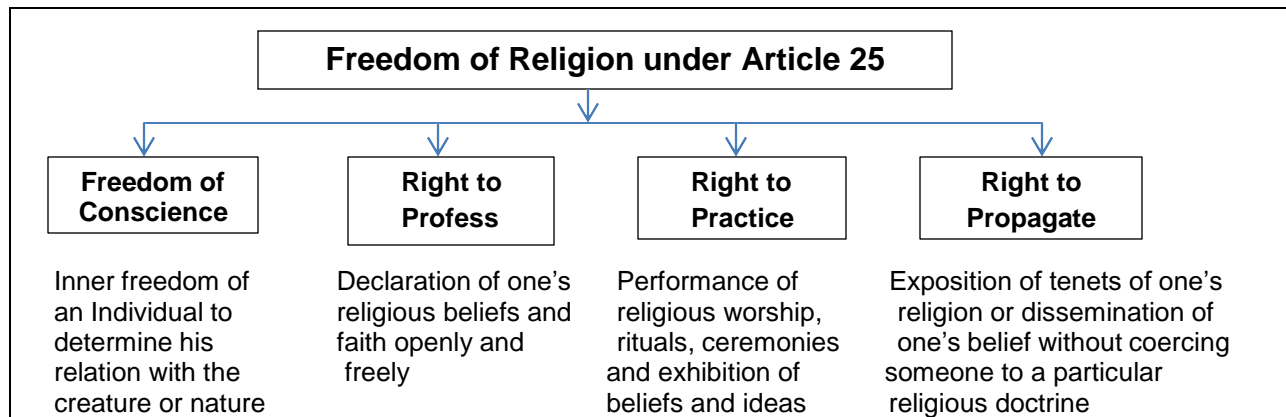 Freedom of Religion under Article 25
Freedom of
Conscience
Right to
Profess
Right to
Practice
Right to
Propagate
Inner freedom of
an Individual to
determine his
relation with the
creature or nature
Declaration of one’s
religious beliefs and
faith openly and
freely
Performance of
religious worship,
rituals, ceremonies
and exhibition of
beliefs and ideas
Exposition of tenets of one’s
religion or dissemination of
one’s belief without coercing
someone to a particular
religious doctrine